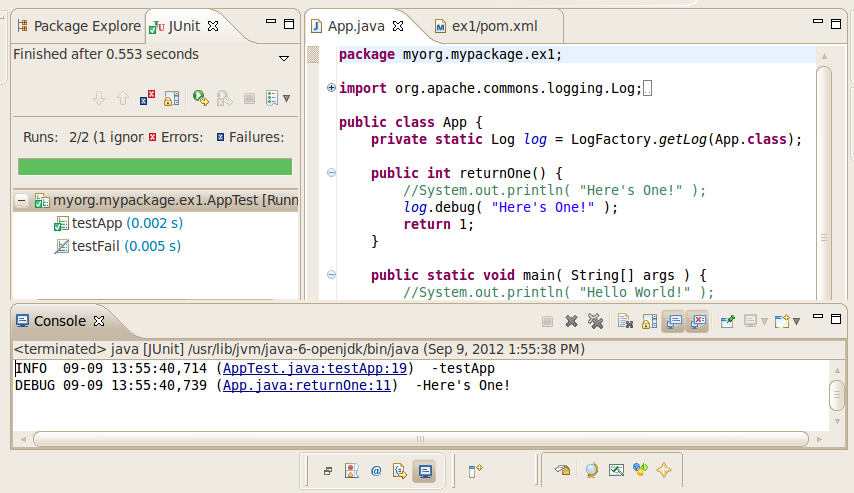 Package Explore JUnit
Finished after 0.553 seconds
Runs: 2/2 (1 ignor Errors: Failures:
myorg.mypackage.ex1.AppTest [Runn
testApp (0.002 s)
testFail (0.005 s)
App.java ex1/pom.xml
package myorg.mypackage.ex1;
import org.apache.commons.logging.Log;
public class App {
private static Log log = LogFactory.getLog(App.class);
public int returnOne() {
//System.out.println( "Here's One!" );
log.debug( "Here's One!" );
return 1;
}
public static void main( String[] args ) {
//System.out.println( "Hello World!" );
Console
<terminated> java [JUnit] /usr/lib/jvm/java-6-openjdk/bin/java (Sep 9, 2012 1:55:38 PM)
INFO  09-09 13:55:40,714 (AppTest.java:testApp:19)  -testApp
DEBUG 09-09 13:55:40,739 (App.java:returnOne:11)  -Here's One!